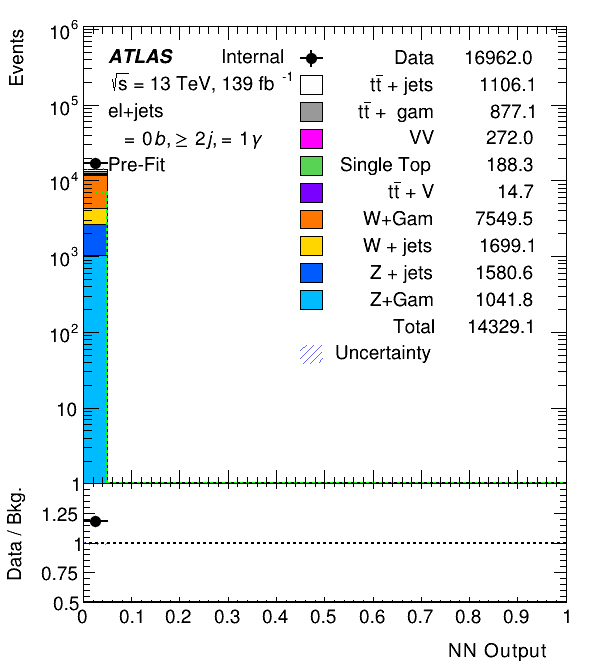 Events
10⁶
10⁵
10⁴
10³
10²
10
1
ATLAS Internal
√s = 13 TeV, 139 fb⁻¹
el+jets
= 0b, ≥ 2j, = 1γ
Pre-Fit
Data 16962.0
tt̄ + jets 1106.1
tt̄ + gam 877.1
VV 272.0
Single Top 188.3
tt̄ + V 14.7
W+Gam 7549.5
W + jets 1699.1
Z + jets 1580.6
Z+Gam 1041.8
Total 14329.1
Uncertainty
Data / Bkg.
1.25
1
0.75
0.5
0 0.1 0.2 0.3 0.4 0.5 0.6 0.7 0.8 0.9 1
NN Output